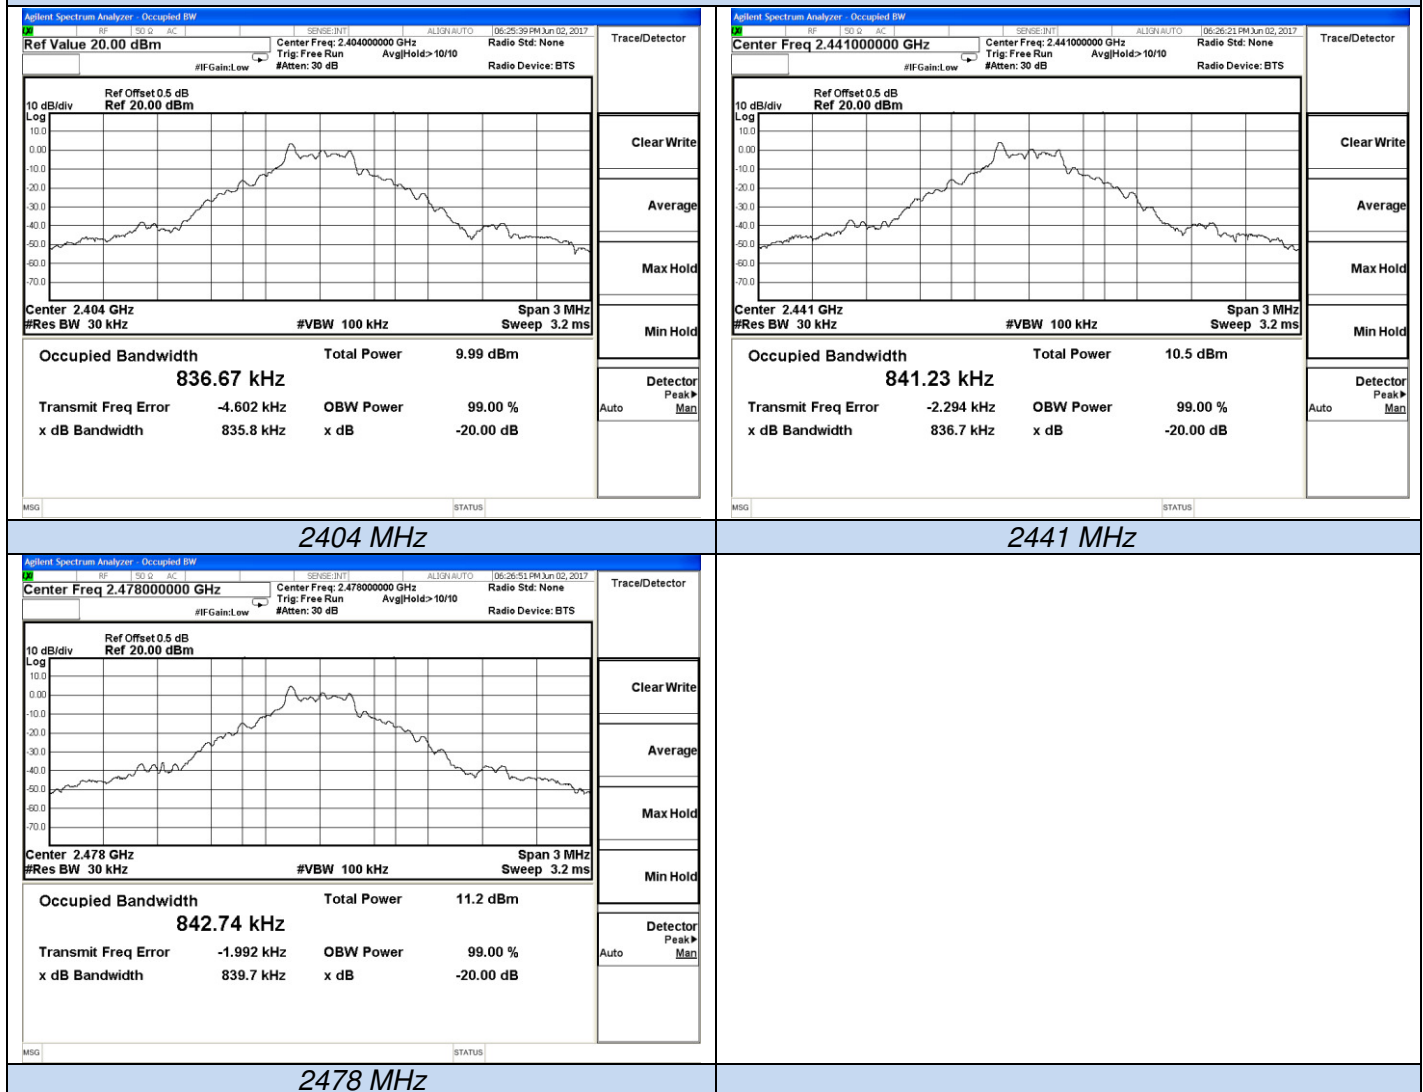 Agilent Spectrum Analyzer - Occupied BW
LXI RF 50 Ω AC SENSE:INT ALIGNAUTO 06:25:39 PM Jun 02, 2017
Ref Value 20.00 dBm
Center Freq: 2.404000000 GHz
Radio Std: None
Trig: Free Run Avg|Hold:>10/10
#IFGain:Low #Atten: 30 dB Radio Device: BTS
Ref Offset 0.5 dB
10 dB/div Ref 20.00 dBm
Log
10.0
0.00
-10.0
-20.0
-30.0
-40.0
-50.0
-60.0
-70.0
Center 2.404 GHz Span 3 MHz
#Res BW 30 kHz #VBW 100 kHz Sweep 3.2 ms
Occupied Bandwidth Total Power 9.99 dBm
836.67 kHz
Transmit Freq Error -4.602 kHz OBW Power 99.00 %
x dB Bandwidth 835.8 kHz x dB -20.00 dB
MSG STATUS
Trace/Detector
Clear Write
Average
Max Hold
Min Hold
Detector
Peak▶
Auto Man
2404 MHz
Agilent Spectrum Analyzer - Occupied BW
LXI RF 50 Ω AC SENSE:INT ALIGNAUTO 06:26:21 PM Jun 02, 2017
Center Freq 2.441000000 GHz
Center Freq: 2.441000000 GHz
Radio Std: None
Trig: Free Run Avg|Hold:>10/10
#IFGain:Low #Atten: 30 dB Radio Device: BTS
Ref Offset 0.5 dB
10 dB/div Ref 20.00 dBm
Log
10.0
0.00
-10.0
-20.0
-30.0
-40.0
-50.0
-60.0
-70.0
Center 2.441 GHz Span 3 MHz
#Res BW 30 kHz #VBW 100 kHz Sweep 3.2 ms
Occupied Bandwidth Total Power 10.5 dBm
841.23 kHz
Transmit Freq Error -2.294 kHz OBW Power 99.00 %
x dB Bandwidth 836.7 kHz x dB -20.00 dB
MSG STATUS
Trace/Detector
Clear Write
Average
Max Hold
Min Hold
Detector
Peak▶
Auto Man
2441 MHz
Agilent Spectrum Analyzer - Occupied BW
LXI RF 50 Ω AC SENSE:INT ALIGNAUTO 06:26:51 PM Jun 02, 2017
Center Freq 2.478000000 GHz
Center Freq: 2.478000000 GHz
Radio Std: None
Trig: Free Run Avg|Hold:>10/10
#IFGain:Low #Atten: 30 dB Radio Device: BTS
Ref Offset 0.5 dB
10 dB/div Ref 20.00 dBm
Log
10.0
0.00
-10.0
-20.0
-30.0
-40.0
-50.0
-60.0
-70.0
Center 2.478 GHz Span 3 MHz
#Res BW 30 kHz #VBW 100 kHz Sweep 3.2 ms
Occupied Bandwidth Total Power 11.2 dBm
842.74 kHz
Transmit Freq Error -1.992 kHz OBW Power 99.00 %
x dB Bandwidth 839.7 kHz x dB -20.00 dB
MSG STATUS
Trace/Detector
Clear Write
Average
Max Hold
Min Hold
Detector
Peak▶
Auto Man
2478 MHz